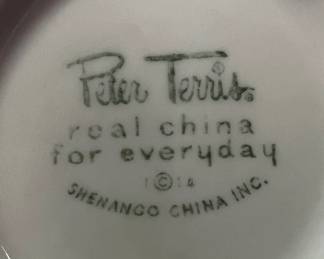 Peter Terris®
real china
for everyday
©
SHENANGO CHINA INC.